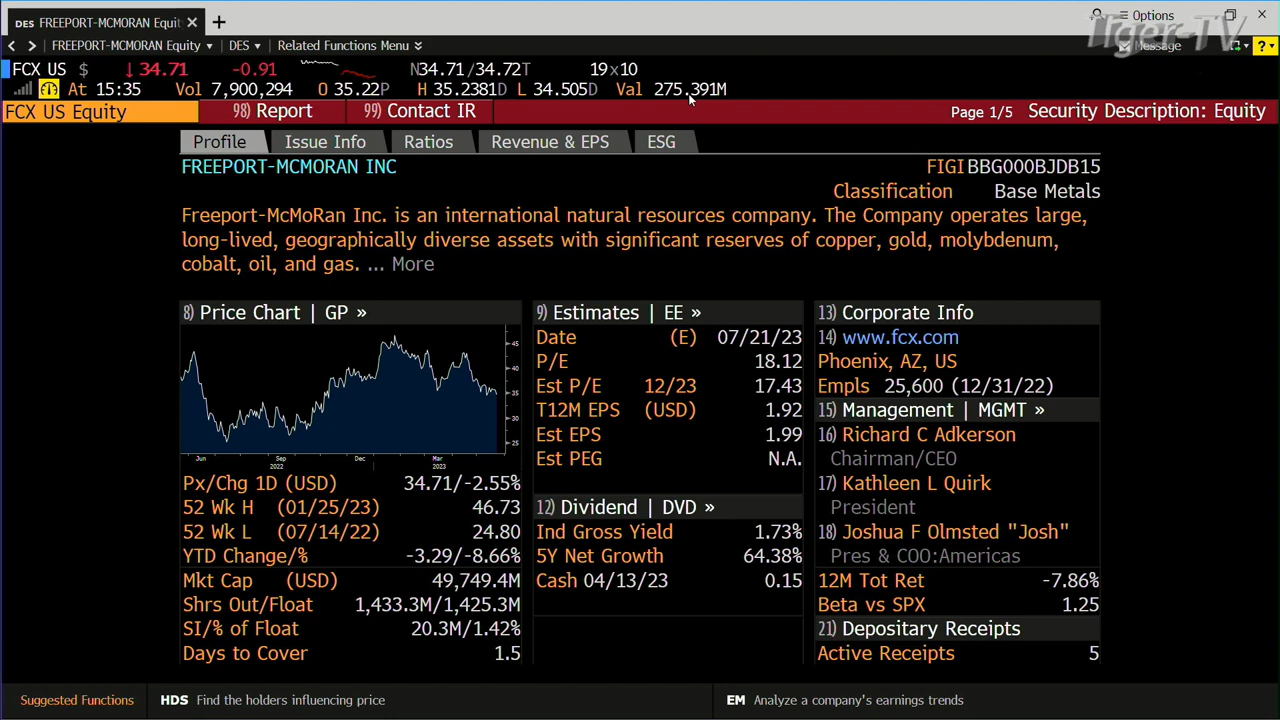 DES FREEPORT-MCMORAN Equit × +
Options
Tiger-TV
< > FREEPORT-MCMORAN Equity ▾ DES ▾ Related Functions Menu
Message
?
FCX US $ ↓34.71 -0.91 N34.71/34.72T 19x10
At 15:35 Vol 7,900,294 O 35.22P H 35.2381D L 34.505D Val 275.391M
FCX US Equity 98) Report 99) Contact IR Page 1/5 Security Description: Equity
Profile Issue Info Ratios Revenue & EPS ESG
FREEPORT-MCMORAN INC FIGI BBG000BJDB15
Classification Base Metals
Freeport-McMoRan Inc. is an international natural resources company. The Company operates large,
long-lived, geographically diverse assets with significant reserves of copper, gold, molybdenum,
cobalt, oil, and gas. ... More
8) Price Chart | GP »
45
40
35
30
25
Jun Sep Dec Mar
2022 2023
Px/Chg 1D (USD) 34.71/-2.55%
52 Wk H (01/25/23) 46.73
52 Wk L (07/14/22) 24.80
YTD Change/% -3.29/-8.66%
Mkt Cap (USD) 49,749.4M
Shrs Out/Float 1,433.3M/1,425.3M
SI/% of Float 20.3M/1.42%
Days to Cover 1.5
9) Estimates | EE »
Date (E) 07/21/23
P/E 18.12
Est P/E 12/23 17.43
T12M EPS (USD) 1.92
Est EPS 1.99
Est PEG N.A.
12) Dividend | DVD »
Ind Gross Yield 1.73%
5Y Net Growth 64.38%
Cash 04/13/23 0.15
13) Corporate Info
14) www.fcx.com
Phoenix, AZ, US
Empls 25,600 (12/31/22)
15) Management | MGMT »
16) Richard C Adkerson
Chairman/CEO
17) Kathleen L Quirk
President
18) Joshua F Olmsted "Josh"
Pres & COO:Americas
12M Tot Ret -7.86%
Beta vs SPX 1.25
21) Depositary Receipts
Active Receipts 5
Suggested Functions HDS Find the holders influencing price EM Analyze a company's earnings trends